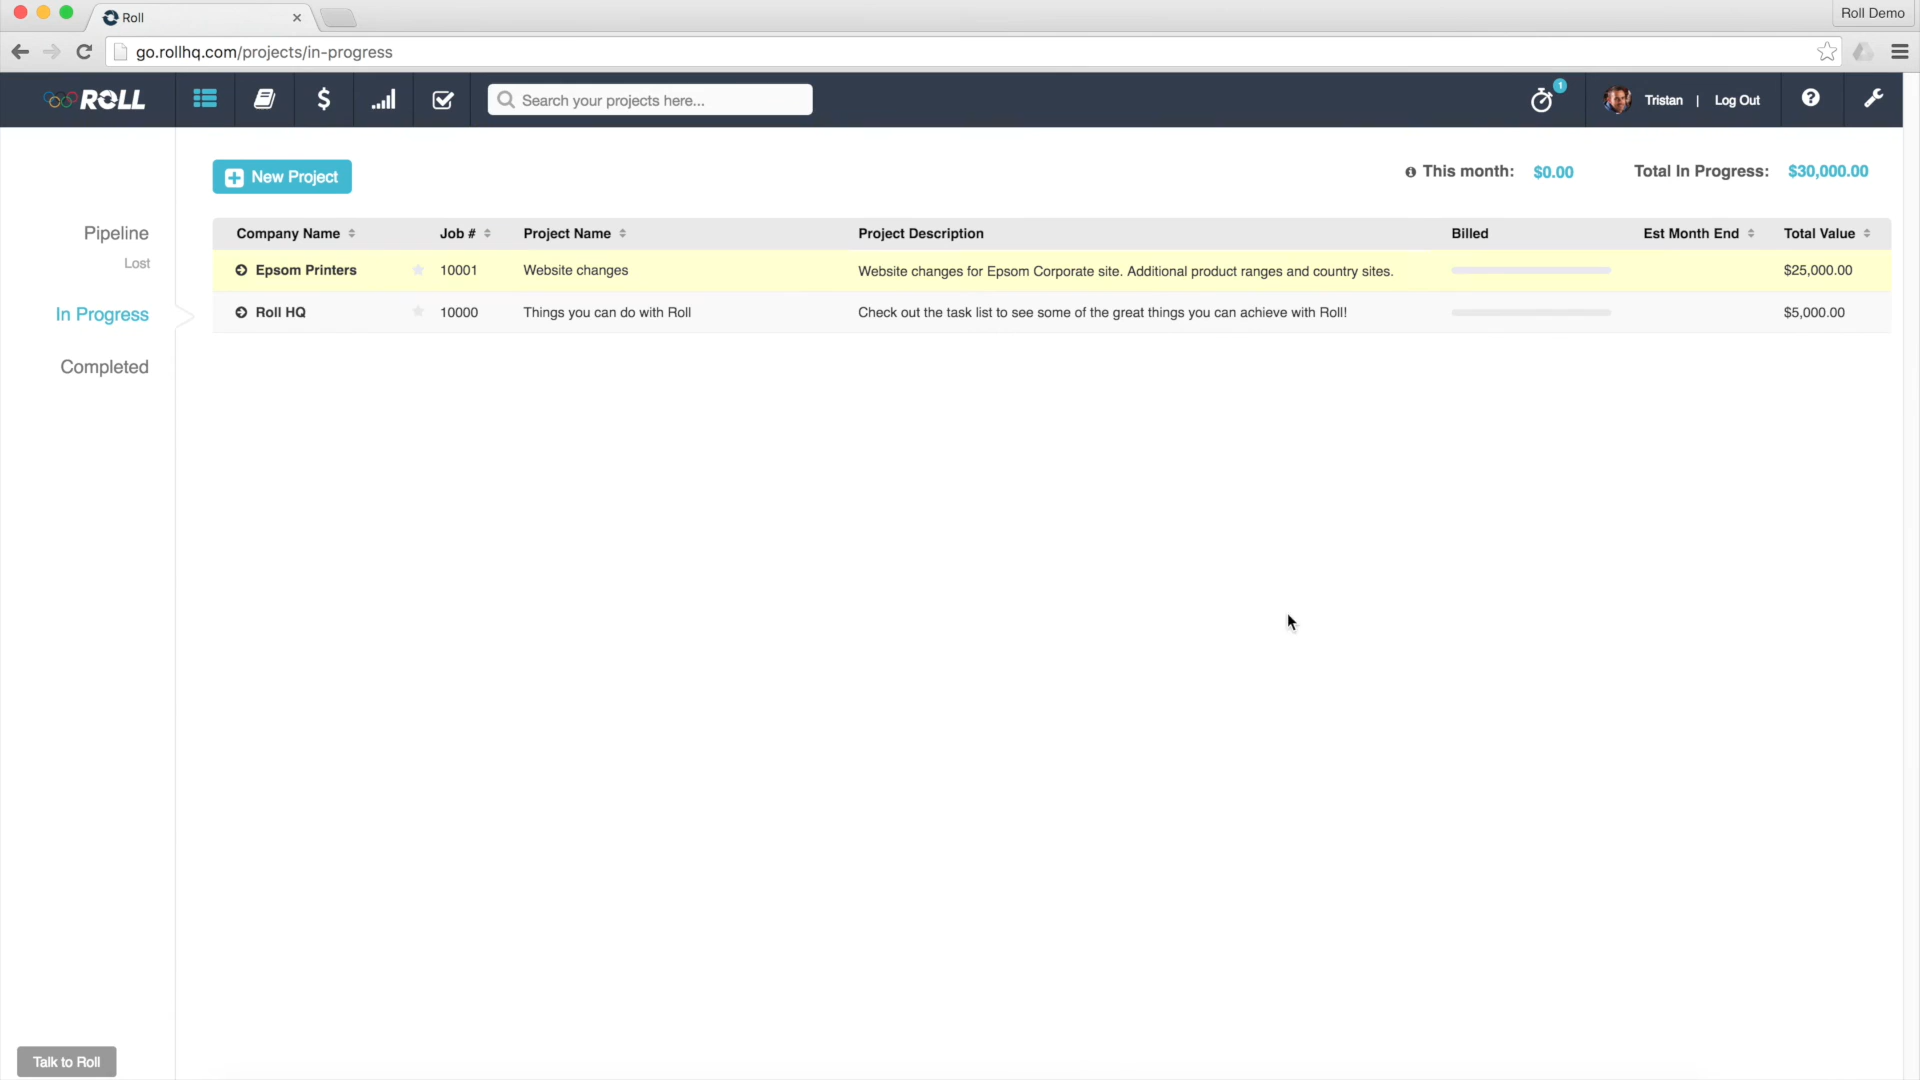 Roll
Roll Demo
go.rollhq.com/projects/in-progress
ROLL
Search your projects here...
1
Tristan | Log Out
New Project
This month: $0.00
Total In Progress: $30,000.00
Pipeline
Lost
In Progress
Completed
Company Name Job # Project Name Project Description Billed Est Month End Total Value
Epsom Printers 10001 Website changes Website changes for Epsom Corporate site. Additional product ranges and country sites. $25,000.00
Roll HQ 10000 Things you can do with Roll Check out the task list to see some of the great things you can achieve with Roll! $5,000.00
Talk to Roll